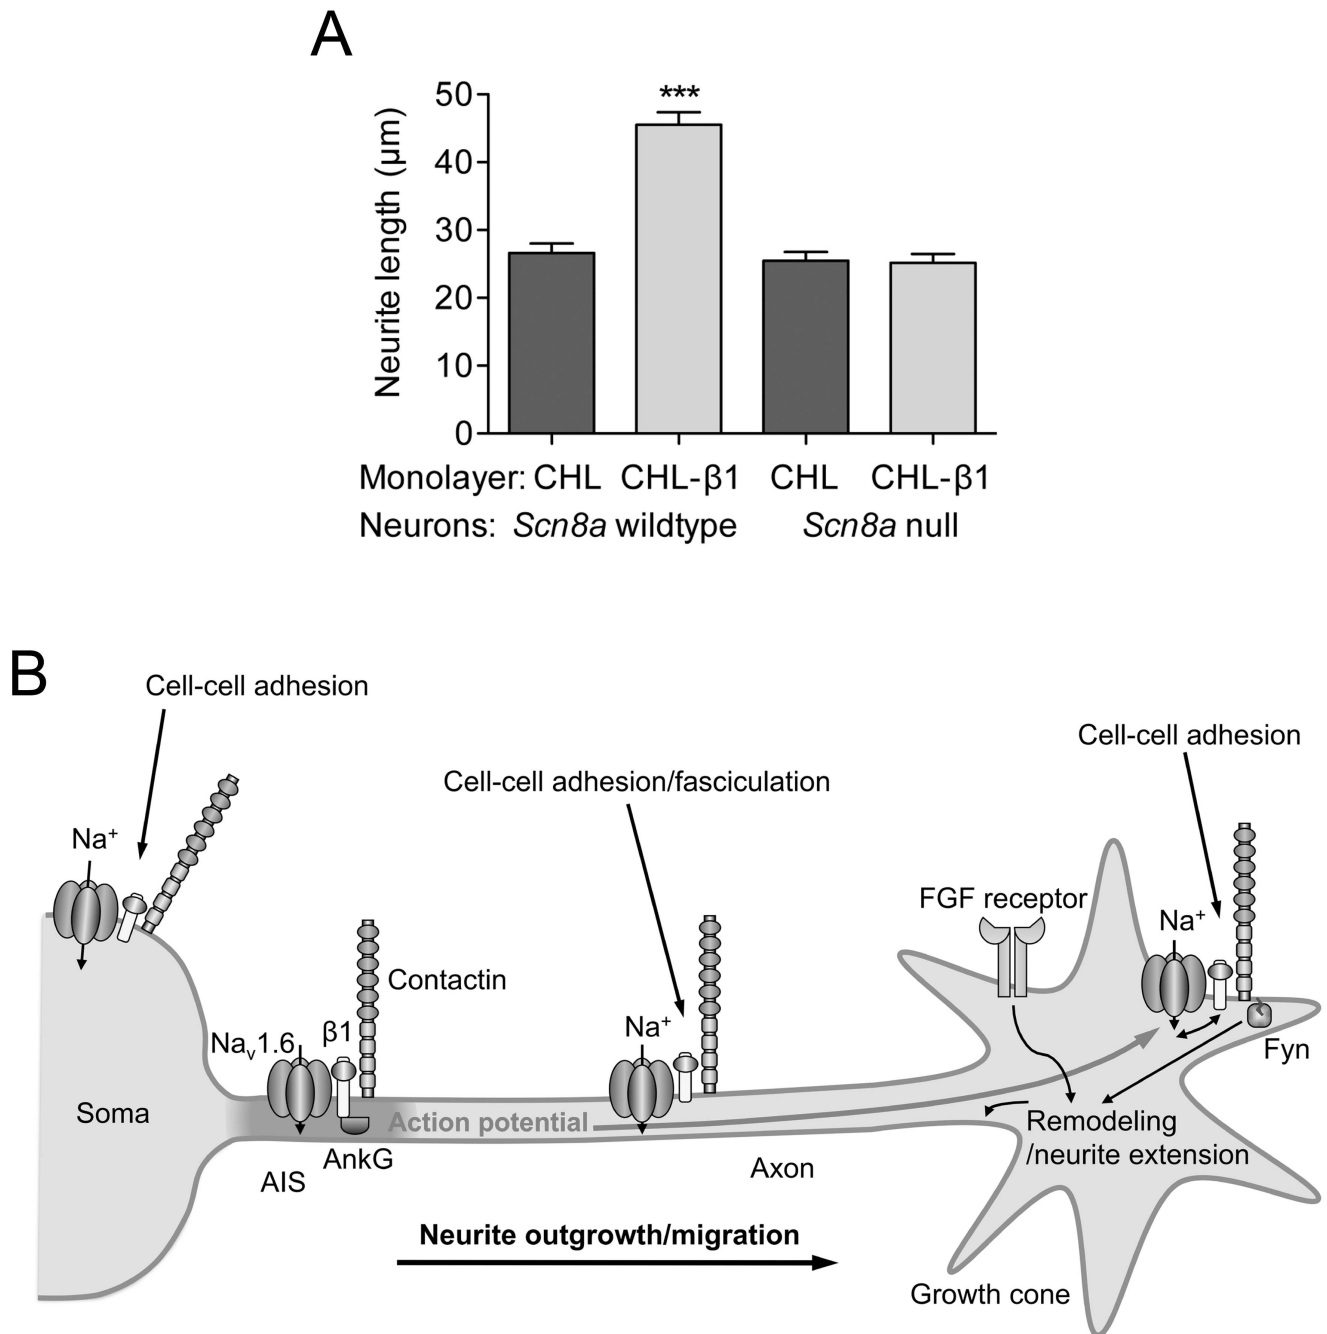 A
***
50
40
30
20
10
0
Neurite length (μm)
Monolayer: CHL CHL-β1 CHL CHL-β1
Neurons: Scn8a wildtype Scn8a null
B
Cell-cell adhesion
Cell-cell adhesion
Cell-cell adhesion/fasciculation
Na+
FGF receptor
Na+
Contactin
Na+
Nav1.6
β1
Fyn
Soma
Action potential
Remodeling
/neurite extension
AnkG
AIS
Axon
Neurite outgrowth/migration
Growth cone